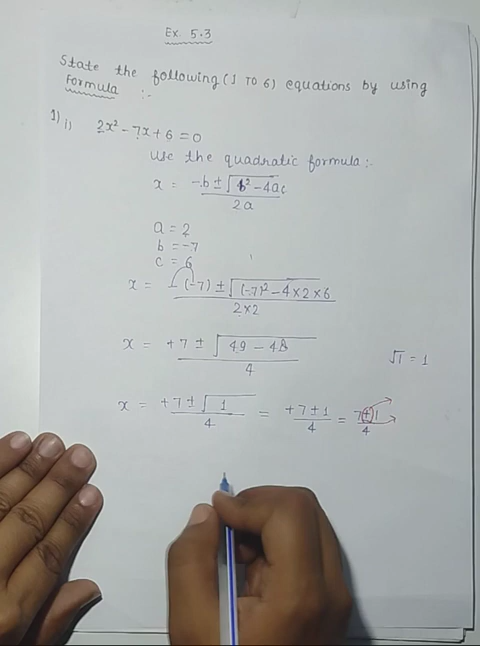 Ex. 5.3
State the following (1 TO 6) equations by using
formula :-
1) i) 2x² - 7x + 6 = 0
Use the quadratic formula:-
x = -b ± √b² - 4ac / 2a
a = 2
b = -7
c = 6
x = -(-7) ± √(-7)² - 4×2×6 / 2×2
x = +7 ± √49 - 48 / 4
√1 = 1
x = +7 ± √1 / 4 = +7 ± 1 / 4 = 7 ± 1 / 4